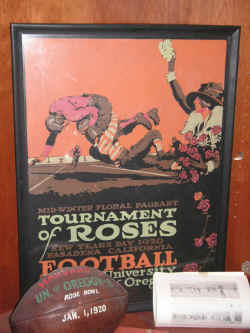 MID-WINTER FLORAL PAGEANT
TOURNAMENT
of ROSES
NEW YEARS DAY 1920
PASADENA CALIFORNIA
FOOTBALL
University
Oregon
UN. of OREGON-6
ROSE BOWL
JAN. 1, 1920